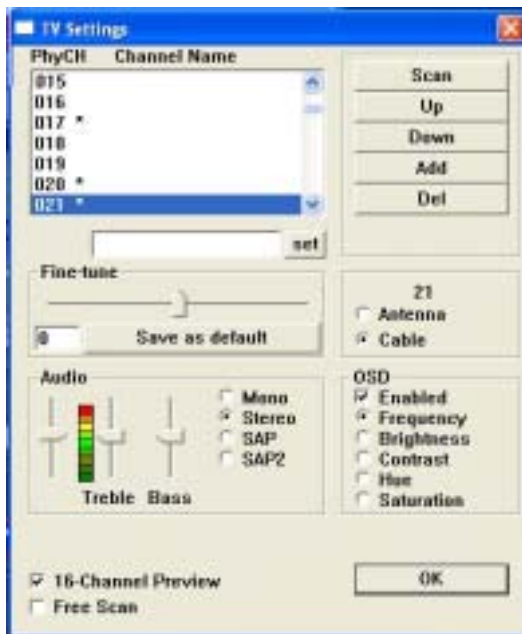 TV Settings
PhyCH Channel Name
015
016
017 *
018
019
020 *
021 *
set
Scan
Up
Down
Add
Del
Fine-tune
0
Save as default
21
Antenna
Cable
Audio
Mono
Stereo
SAP
SAP2
Treble Bass
OSD
Enabled
Frequency
Brightness
Contrast
Hue
Saturation
16-Channel Preview
Free Scan
OK